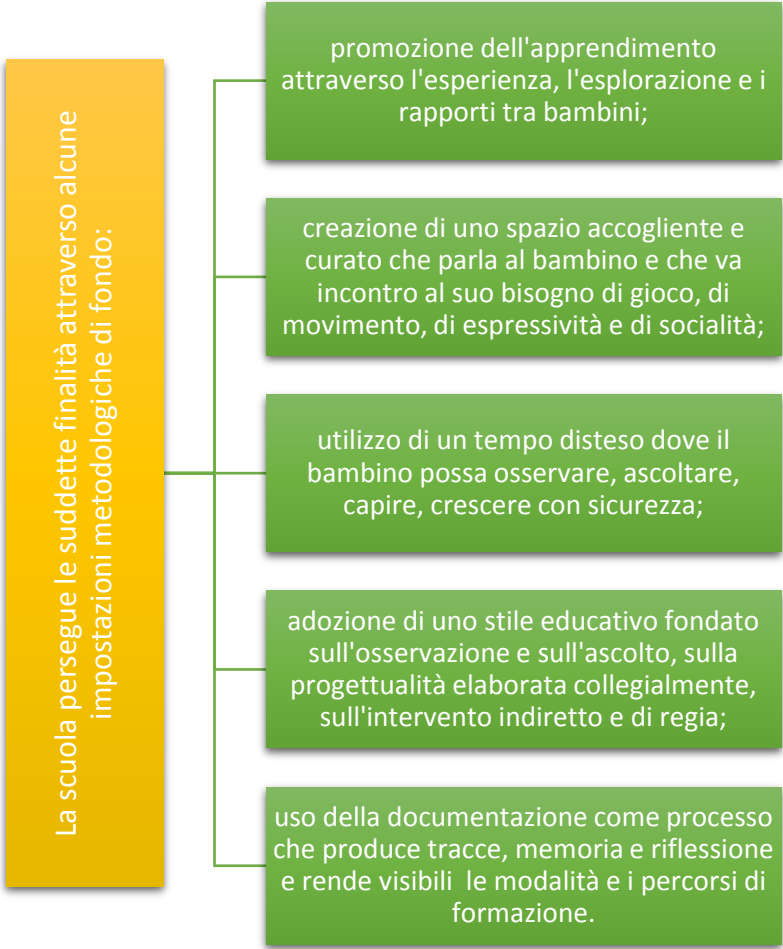 La scuola persegue le suddette finalità attraverso alcune
impostazioni metodologiche di fondo:
promozione dell'apprendimento
attraverso l'esperienza, l'esplorazione e i
rapporti tra bambini;
creazione di uno spazio accogliente e
curato che parla al bambino e che va
incontro al suo bisogno di gioco, di
movimento, di espressività e di socialità;
utilizzo di un tempo disteso dove il
bambino possa osservare, ascoltare,
capire, crescere con sicurezza;
adozione di uno stile educativo fondato
sull'osservazione e sull'ascolto, sulla
progettualità elaborata collegialmente,
sull'intervento indiretto e di regia;
uso della documentazione come processo
che produce tracce, memoria e riflessione
e rende visibili  le modalità e i percorsi di
formazione.